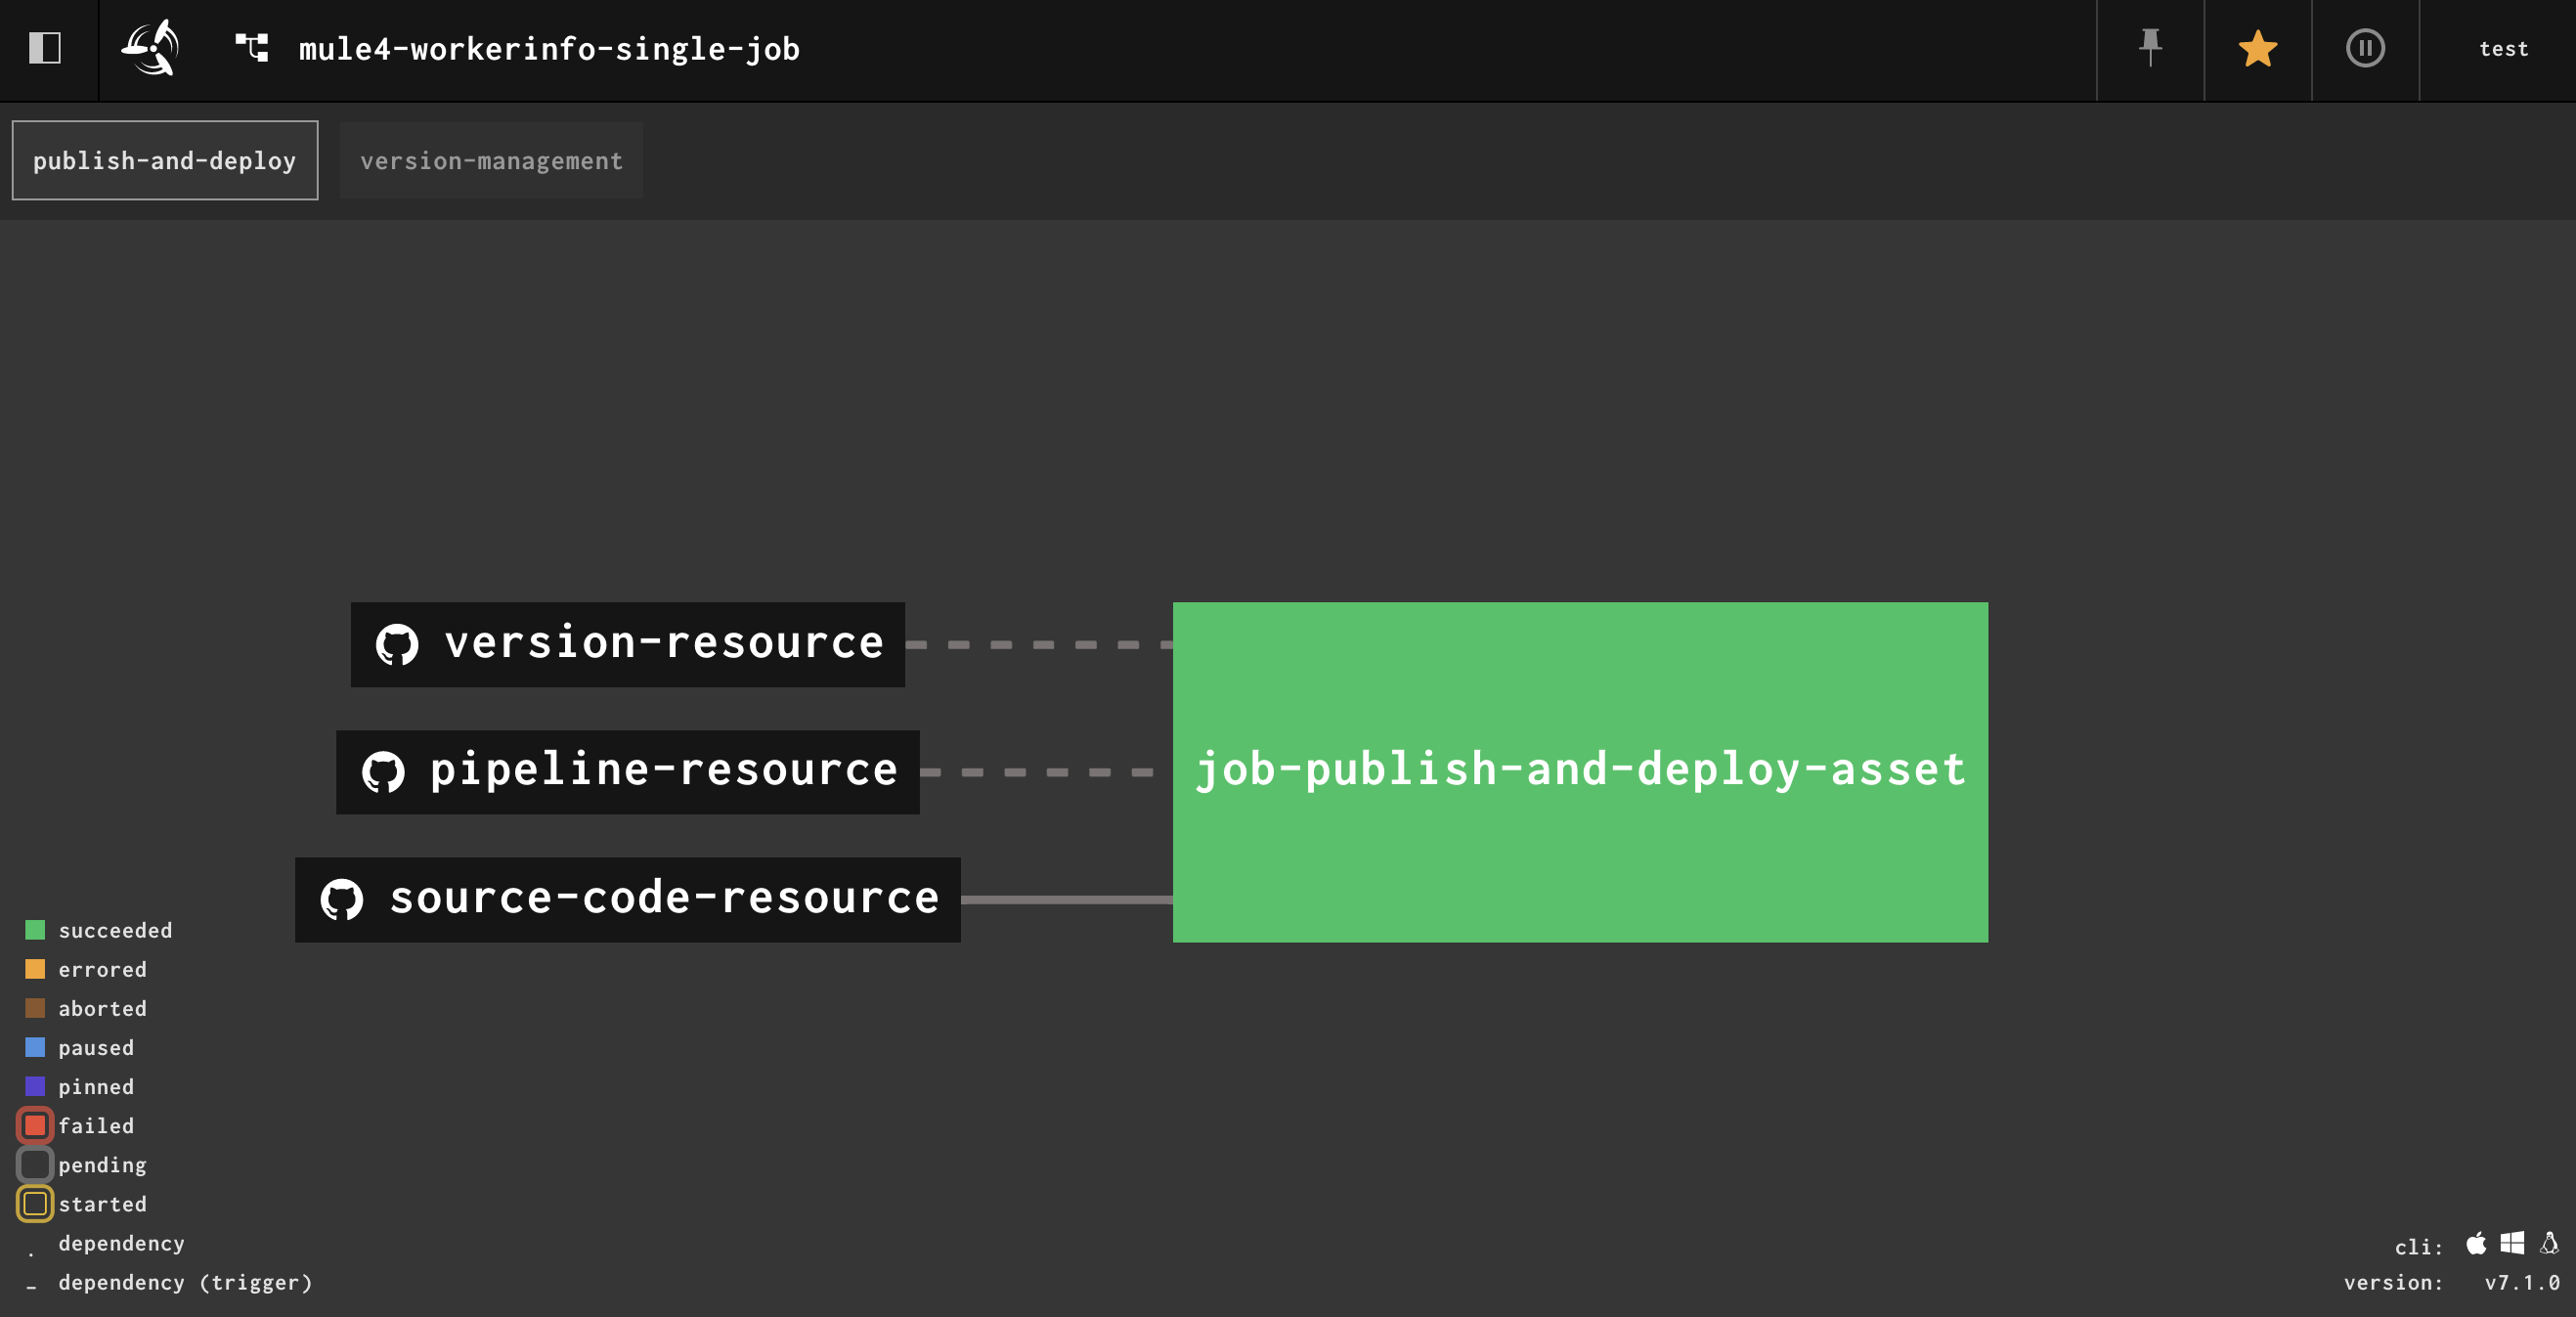 mule4-workerinfo-single-job
test
publish-and-deploy
version-management
version-resource
pipeline-resource
job-publish-and-deploy-asset
source-code-resource
succeeded
errored
aborted
paused
pinned
failed
pending
started
. dependency
- dependency (trigger)
cli:
version: v7.1.0